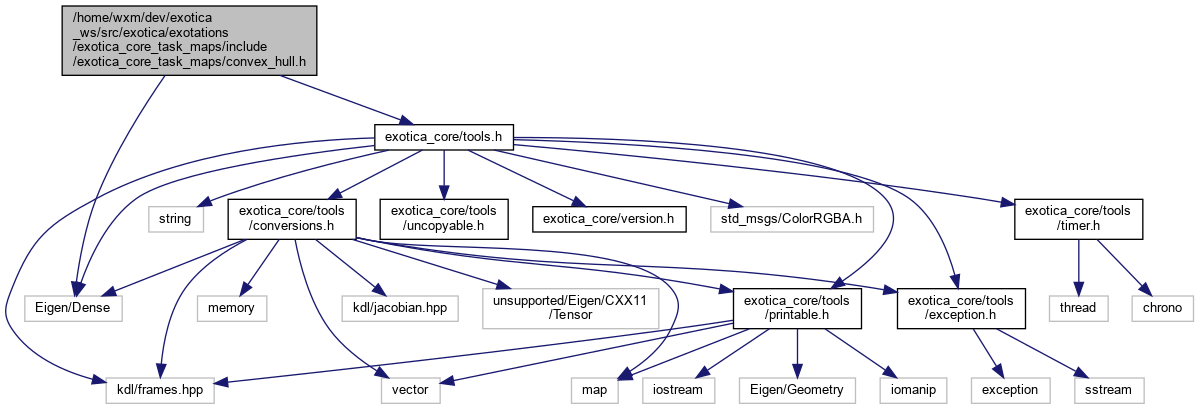 /home/wxm/dev/exotica
_ws/src/exotica/exotations
/exotica_core_task_maps/include
/exotica_core_task_maps/convex_hull.h
exotica_core/tools.h
string
exotica_core/tools
/conversions.h
exotica_core/tools
/uncopyable.h
exotica_core/version.h
std_msgs/ColorRGBA.h
exotica_core/tools
/timer.h
Eigen/Dense
memory
kdl/jacobian.hpp
unsupported/Eigen/CXX11
/Tensor
exotica_core/tools
/printable.h
exotica_core/tools
/exception.h
thread
chrono
kdl/frames.hpp
vector
map
iostream
Eigen/Geometry
iomanip
exception
sstream